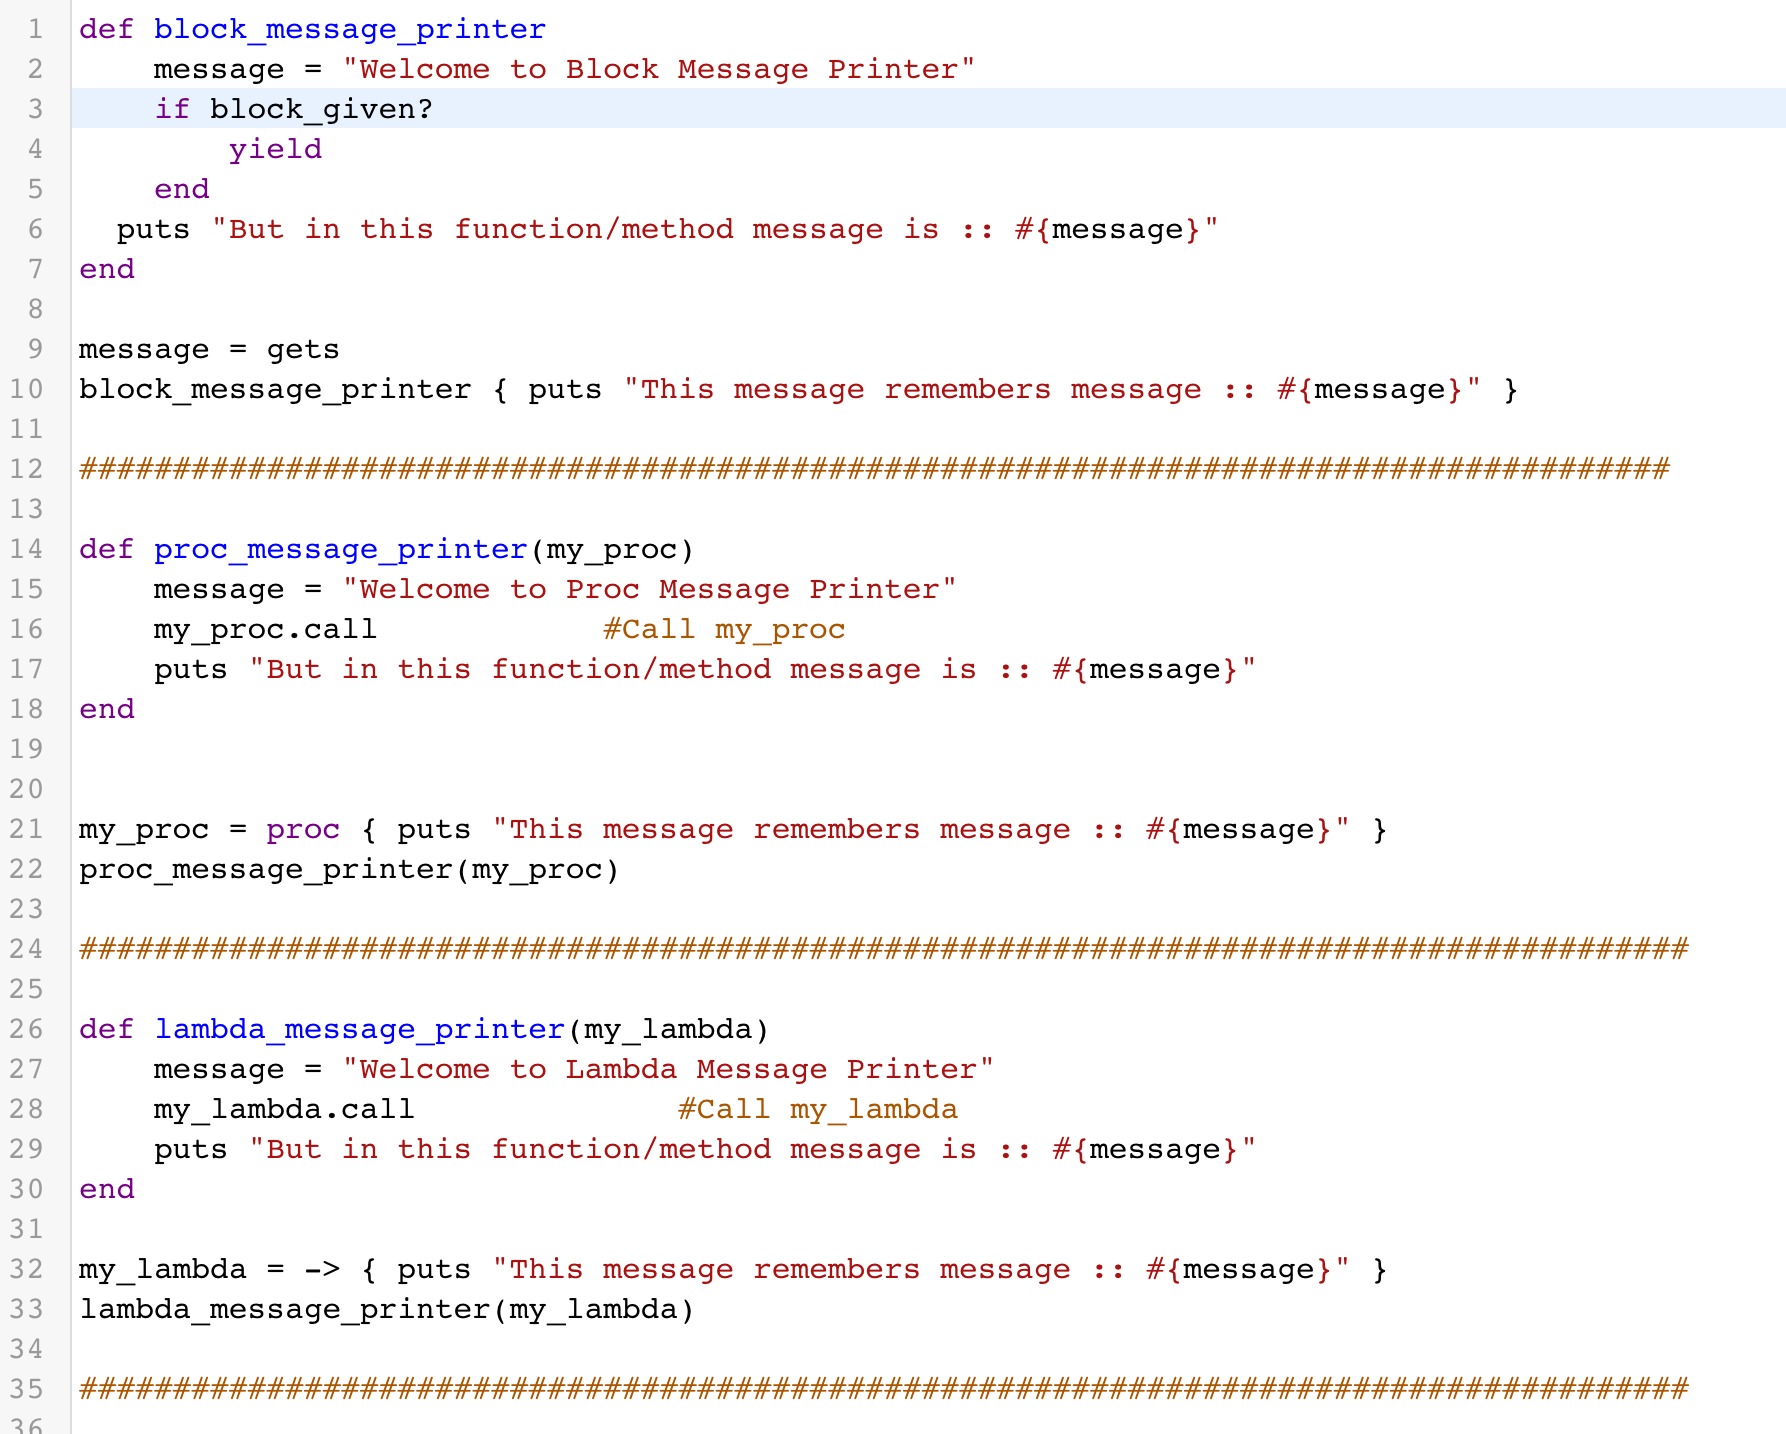 1 def block_message_printer
2     message = "Welcome to Block Message Printer"
3     if block_given?
4         yield
5     end
6   puts "But in this function/method message is :: #{message}"
7 end
8
9 message = gets
10 block_message_printer { puts "This message remembers message :: #{message}" }
11
12 #####################################################################################
13
14 def proc_message_printer(my_proc)
15     message = "Welcome to Proc Message Printer"
16     my_proc.call            #Call my_proc
17     puts "But in this function/method message is :: #{message}"
18 end
19
20
21 my_proc = proc { puts "This message remembers message :: #{message}" }
22 proc_message_printer(my_proc)
23
24 ######################################################################################
25
26 def lambda_message_printer(my_lambda)
27     message = "Welcome to Lambda Message Printer"
28     my_lambda.call              #Call my_lambda
29     puts "But in this function/method message is :: #{message}"
30 end
31
32 my_lambda = -> { puts "This message remembers message :: #{message}" }
33 lambda_message_printer(my_lambda)
34
35 ######################################################################################
36